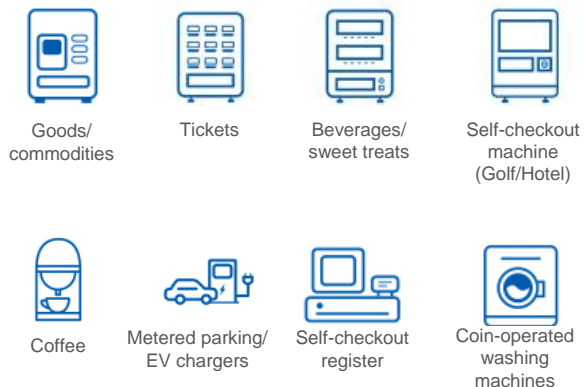 Goods/
commodities
Tickets
Beverages/
sweet treats
Self-checkout
machine
(Golf/Hotel)
Coffee
Metered parking/
EV chargers
Self-checkout
register
Coin-operated
washing
machines